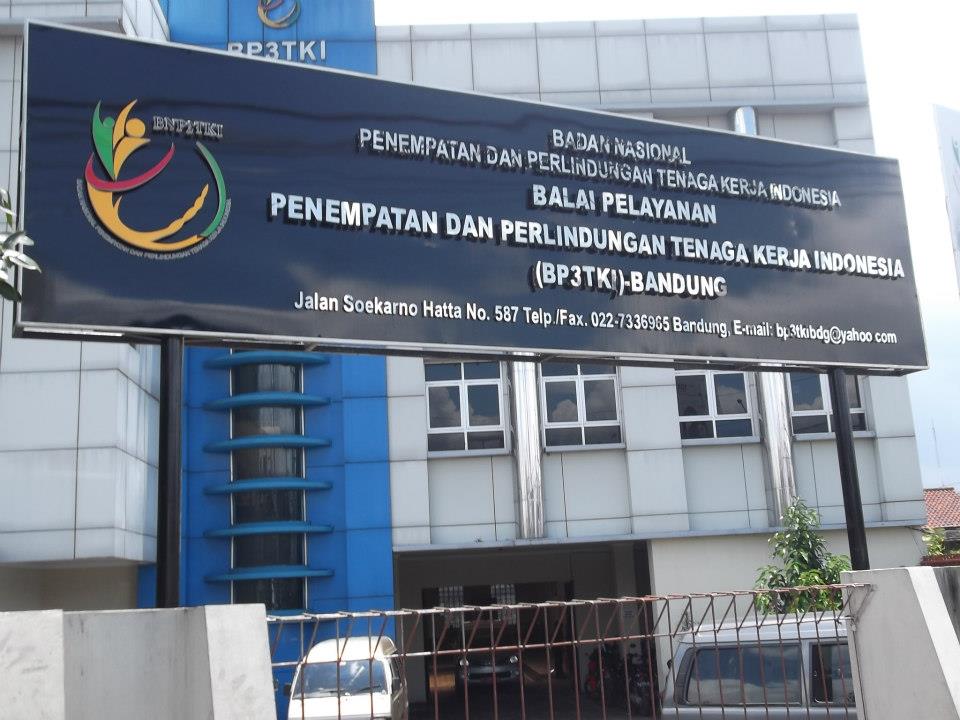 BP3TKI
BNP2TKI
BADAN NASIONAL
PENEMPATAN DAN PERLINDUNGAN TENAGA KERJA INDONESIA
BALAI PELAYANAN
PENEMPATAN DAN PERLINDUNGAN TENAGA KERJA INDONESIA
(BP3TKI)-BANDUNG
Jalan Soekarno Hatta No. 587 Telp./Fax. 022-7336965 Bandung, E-mail: bp3tkibdg@yahoo.com